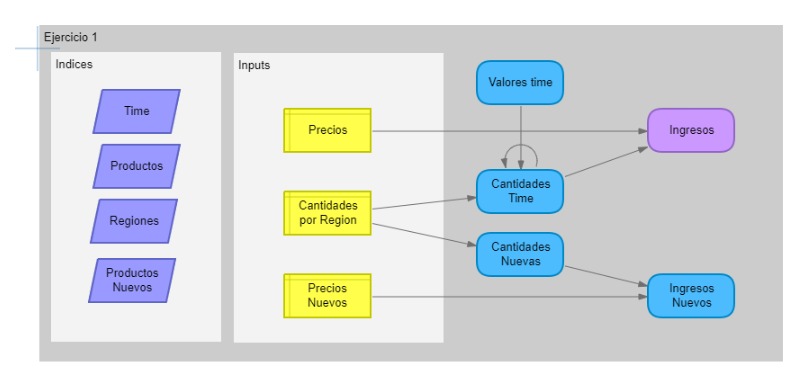 Ejercicio 1
Indices
Time
Productos
Regiones
Productos
Nuevos
Inputs
Precios
Cantidades
por Region
Precios
Nuevos
Valores time
Cantidades
Time
Cantidades
Nuevas
Ingresos
Ingresos
Nuevos